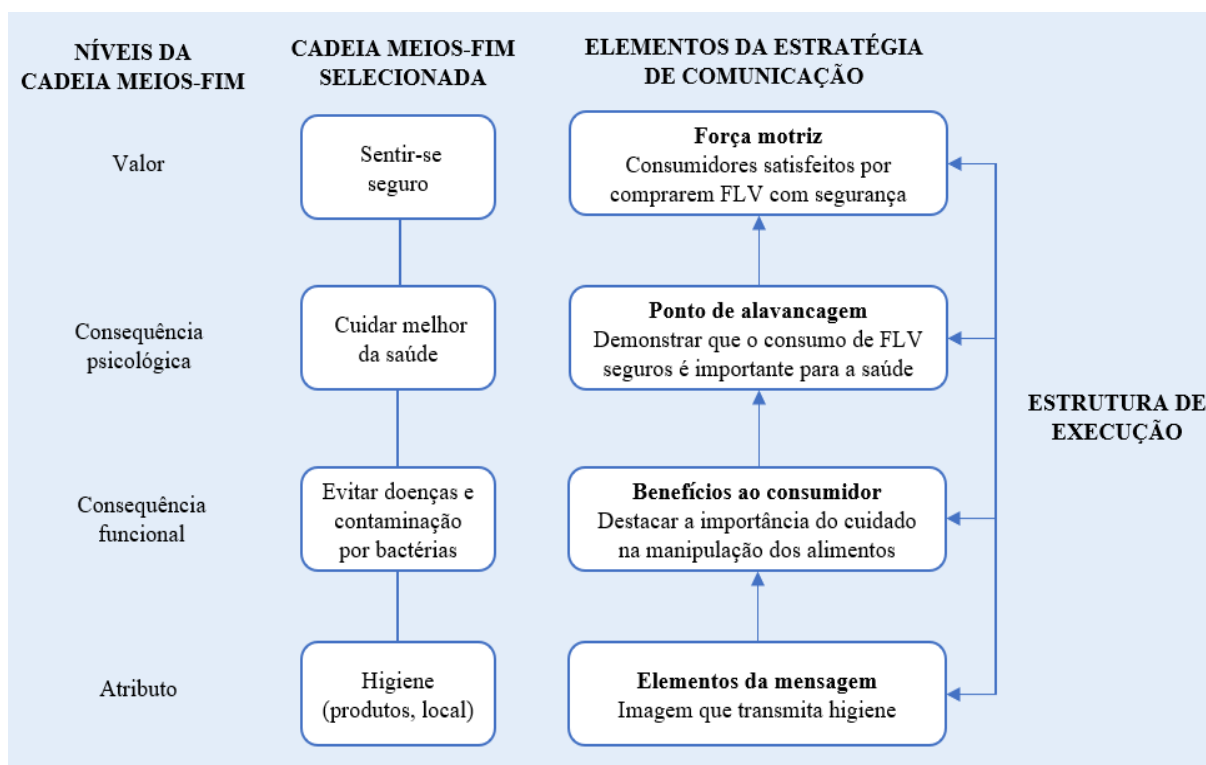 NÍVEIS DA
CADEIA MEIOS-FIM
CADEIA MEIOS-FIM
SELECIONADA
ELEMENTOS DA ESTRATÉGIA
DE COMUNICAÇÃO
Valor
Sentir-se
seguro
Força motriz
Consumidores satisfeitos por
comprarem FLV com segurança
Consequência
psicológica
Cuidar melhor
da saúde
Ponto de alavancagem
Demonstrar que o consumo de FLV
seguros é importante para a saúde
ESTRUTURA DE
EXECUÇÃO
Consequência
funcional
Evitar doenças e
contaminação
por bactérias
Benefícios ao consumidor
Destacar a importância do cuidado
na manipulação dos alimentos
Atributo
Higiene
(produtos, local)
Elementos da mensagem
Imagem que transmita higiene